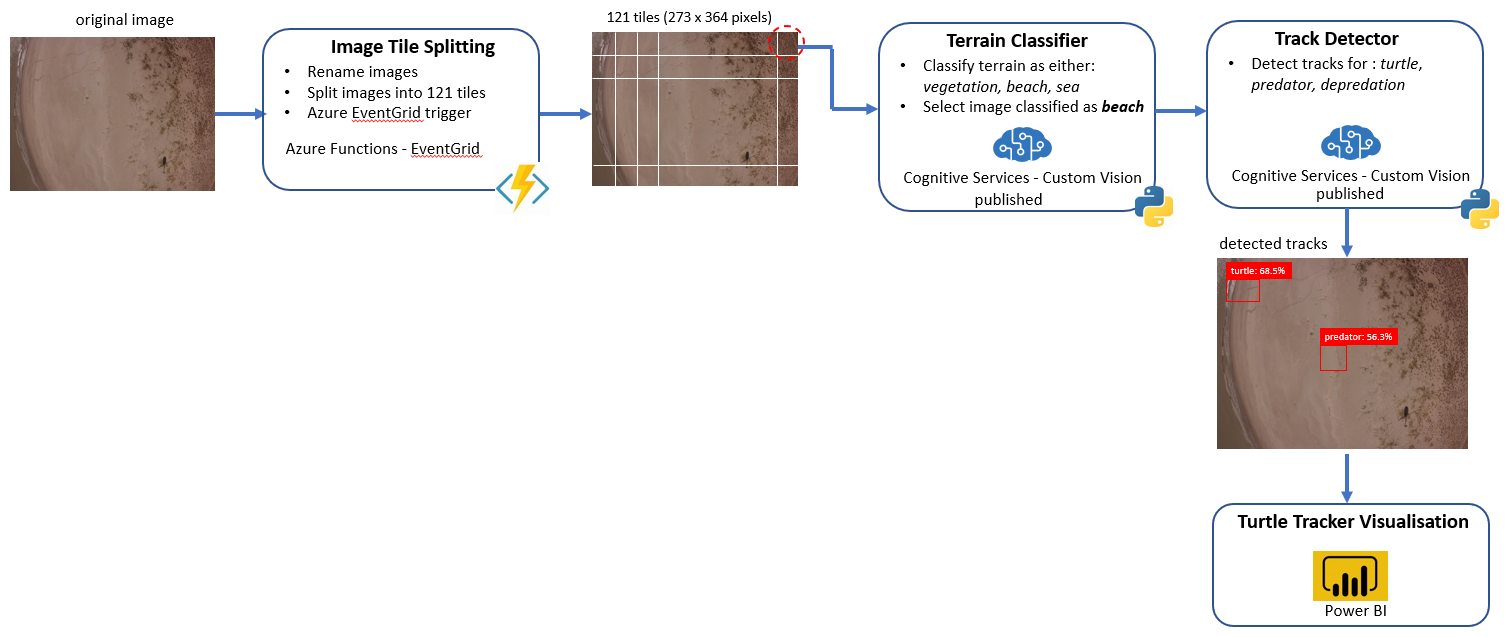 original image
Image Tile Splitting
• Rename images
• Split images into 121 tiles
• Azure EventGrid trigger
Azure Functions - EventGrid
121 tiles (273 x 364 pixels)
Terrain Classifier
• Classify terrain as either:
vegetation, beach, sea
• Select image classified as beach
Cognitive Services - Custom Vision
published
Track Detector
• Detect tracks for : turtle,
predator, depredation
Cognitive Services - Custom Vision
published
detected tracks
turtle: 68.5%
predator: 56.3%
Turtle Tracker Visualisation
Power BI